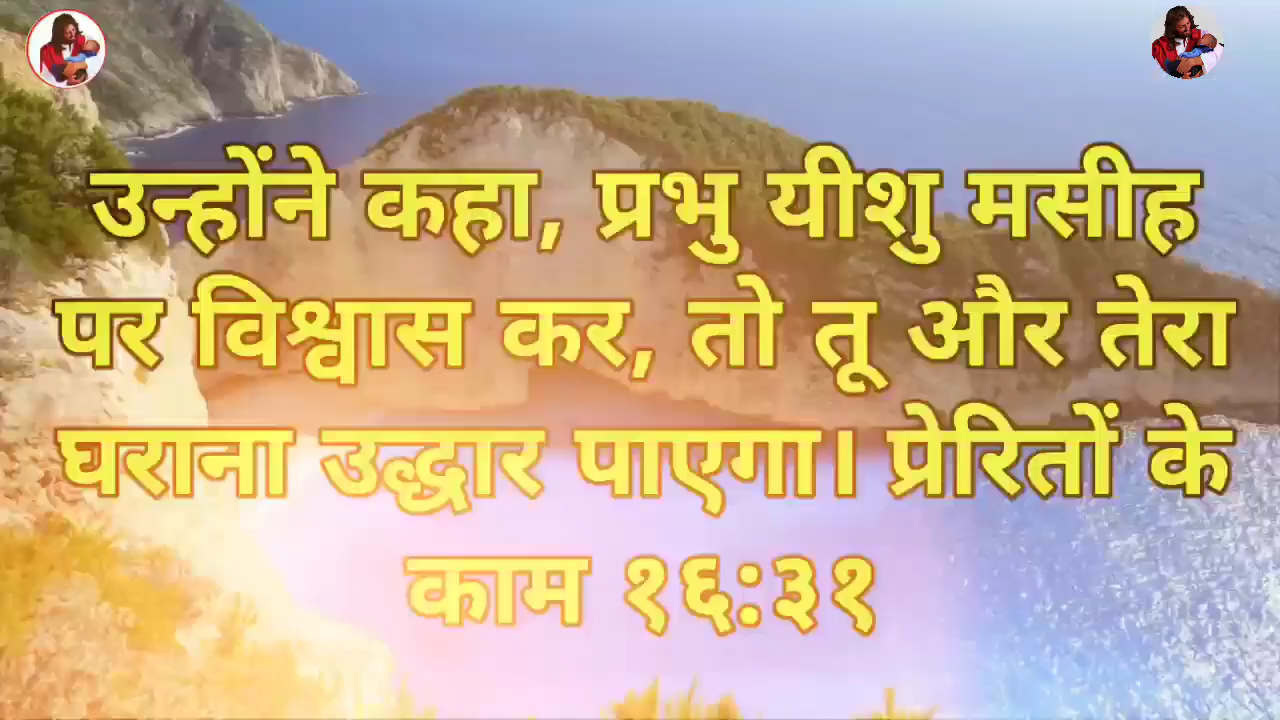 उन्होंने कहा, प्रभु यीशु मसीह
पर विश्वास कर, तो तू और तेरा
घराना उद्धार पाएगा। प्रेरितों के
काम १६:३१